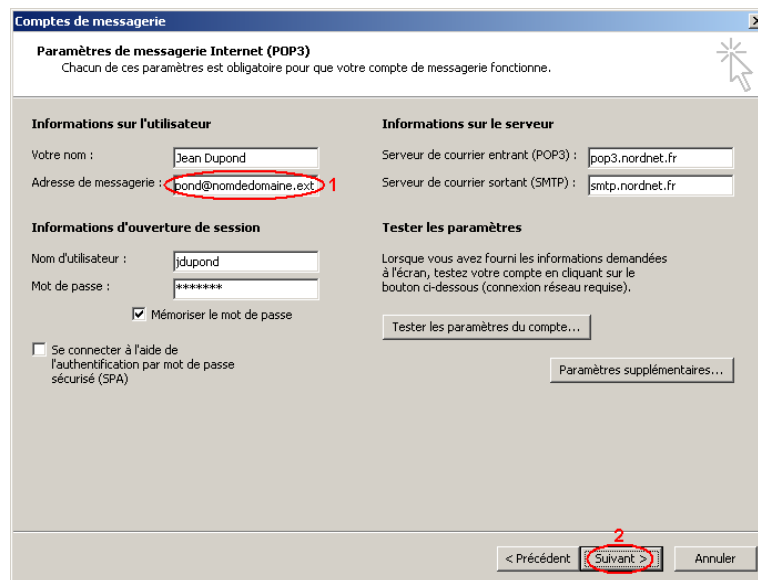 Comptes de messagerie
Paramètres de messagerie Internet (POP3)
Chacun de ces paramètres est obligatoire pour que votre compte de messagerie fonctionne.
Informations sur l'utilisateur
Votre nom :
Jean Dupond
Adresse de messagerie :
pond@nomdedomaine.ext
1
Informations d'ouverture de session
Nom d'utilisateur :
jdupond
Mot de passe :
*******
Mémoriser le mot de passe
Se connecter à l'aide de
l'authentification par mot de passe
sécurisé (SPA)
Informations sur le serveur
Serveur de courrier entrant (POP3) :
pop3.nordnet.fr
Serveur de courrier sortant (SMTP) :
smtp.nordnet.fr
Tester les paramètres
Lorsque vous avez fourni les informations demandées
à l'écran, testez votre compte en cliquant sur le
bouton ci-dessous (connexion réseau requise).
Tester les paramètres du compte...
Paramètres supplémentaires...
2
< Précédent
Suivant >
Annuler